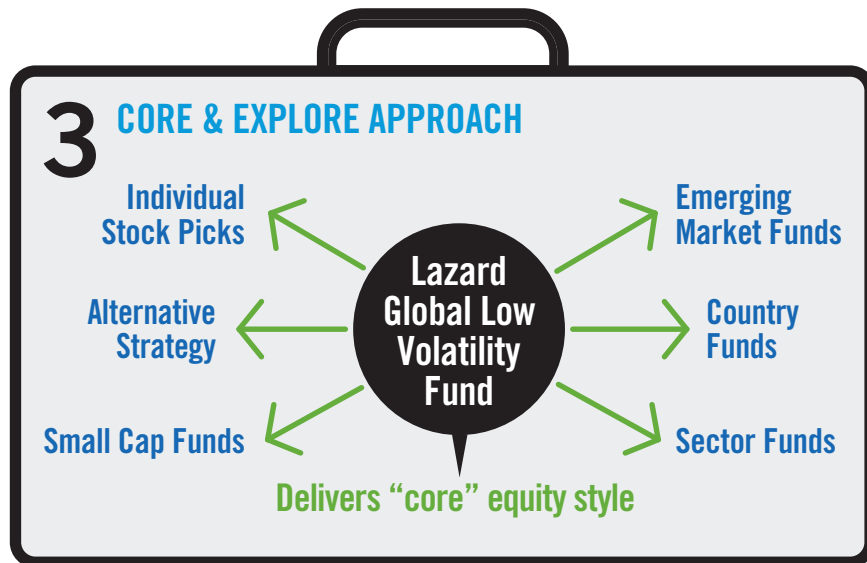 3 CORE & EXPLORE APPROACH
Individual
Stock Picks
Alternative
Strategy
Small Cap Funds
Lazard
Global Low
Volatility
Fund
Emerging
Market Funds
Country
Funds
Sector Funds
Delivers “core” equity style